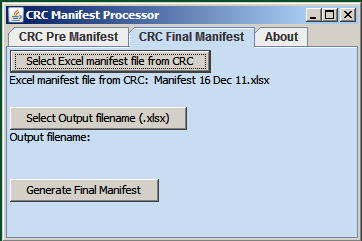 CRC Manifest Processor
CRC Pre Manifest CRC Final Manifest About
Select Excel manifest file from CRC
Excel manifest file from CRC: Manifest 16 Dec 11.xlsx
Select Output filename (.xlsx)
Output filename:
Generate Final Manifest